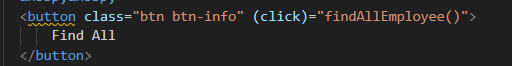 <button class="btn btn-info" (click)="findAllEmployee()">
Find All
</button>